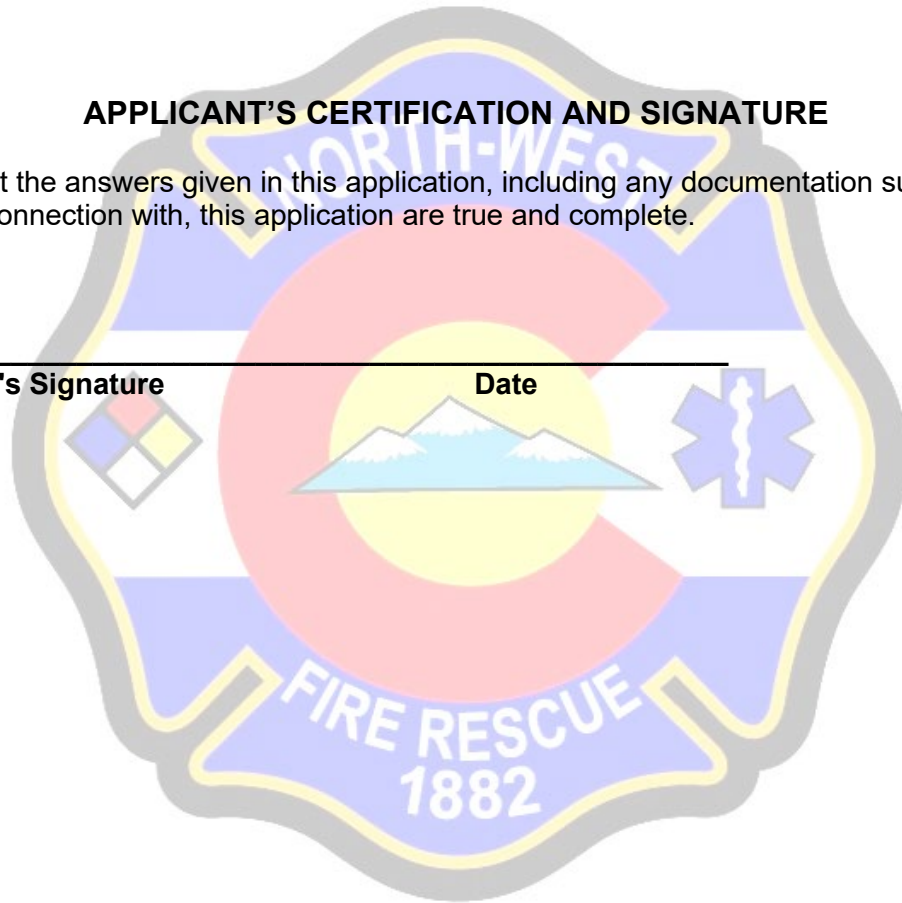 APPLICANT’S CERTIFICATION AND SIGNATURE
NORTH-WEST
t the answers given in this application, including any documentation su
onnection with, this application are true and complete.
's Signature Date
FIRE RESCUE
1882